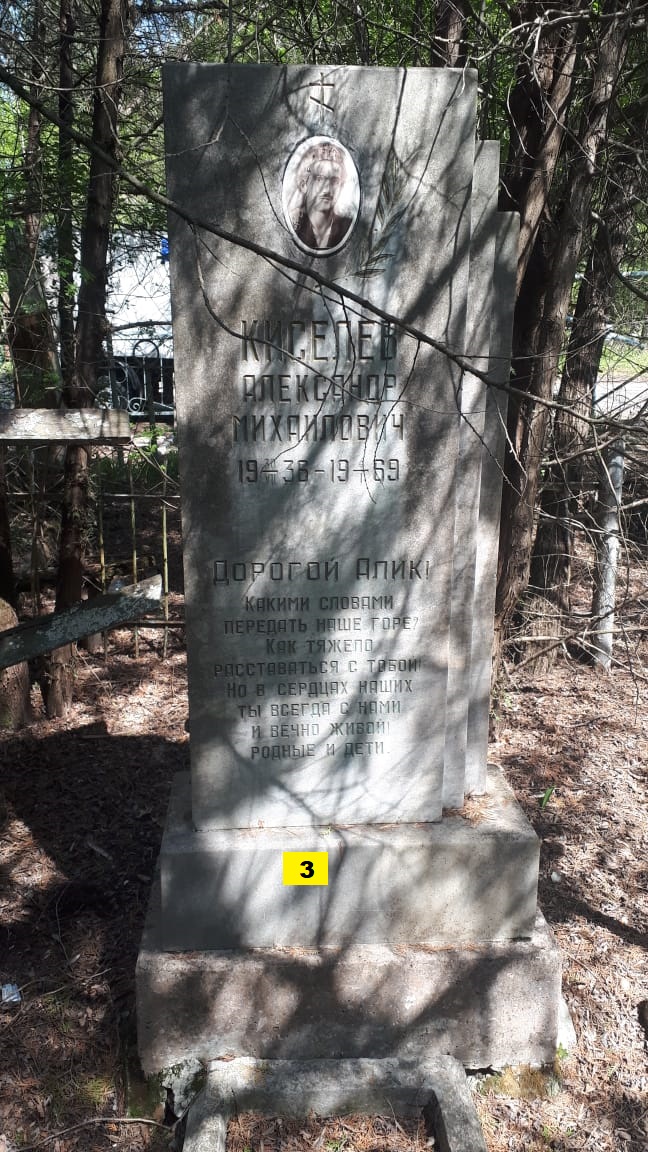 КИСЕЛЕВ
АЛЕКСАНДР
МИХАЙЛОВИЧ
1938-1969
ДОРОГОЙ АЛИК!
КАКИМИ СЛОВАМИ
ПЕРЕДАТЬ НАШЕ ГОРЕ?
КАК ТЯЖЕЛО
РАССТАВАТЬСЯ С ТОБОЙ!
НО В СЕРДЦАХ НАШИХ
ТЫ ВСЕГДА С НАМИ
И ВЕЧНО ЖИВОЙ!
РОДНЫЕ И ДЕТИ.
3